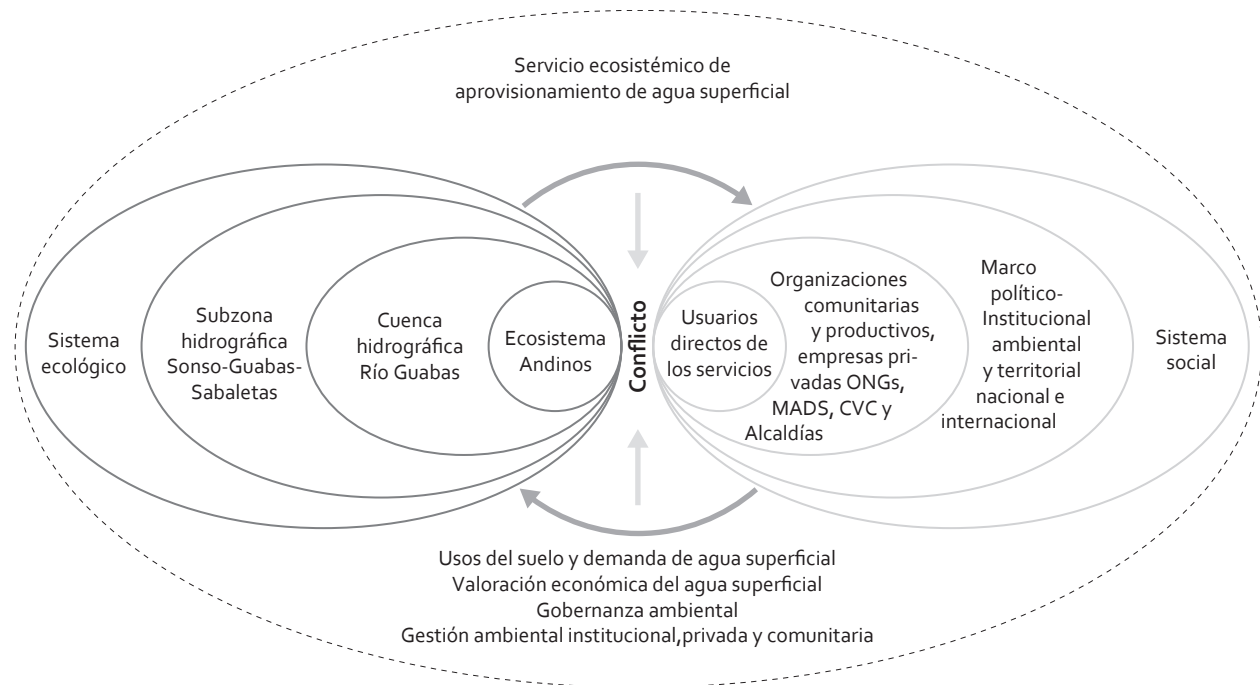 Servicio ecosistémico de
aprovisionamiento de agua superficial
Sistema
ecológico
Subzona
hidrográfica
Sonso-Guabas-
Sabaletas
Cuenca
hidrográfica
Río Guabas
Ecosistema
Andinos
Conflicto
Usuarios
directos de
los servicios
Organizaciones
comunitarias
y productivos,
empresas pri-
vadas ONGs,
MADS, CVC y
Alcaldías
Marco
político-
Institucional
ambiental
y territorial
nacional e
internacional
Sistema
social
Usos del suelo y demanda de agua superficial
Valoración económica del agua superficial
Gobernanza ambiental
Gestión ambiental institucional,privada y comunitaria